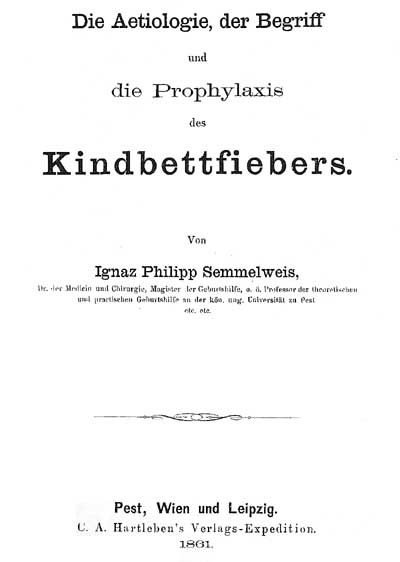 Die Aetiologie, der Begriff
und
die Prophylaxis
des
Kindbettfiebers.
Von
Ignaz Philipp Semmelweis,
Dr. der Medicin und Chirurgie, Magister der Geburtshilfe, o. ö. Professor der theoretischen
und practischen Geburtshilfe an der kön. ung. Universität zu Pest
etc. etc.
Pest, Wien und Leipzig.
C. A. Hartleben's Verlags-Expedition.
1861.